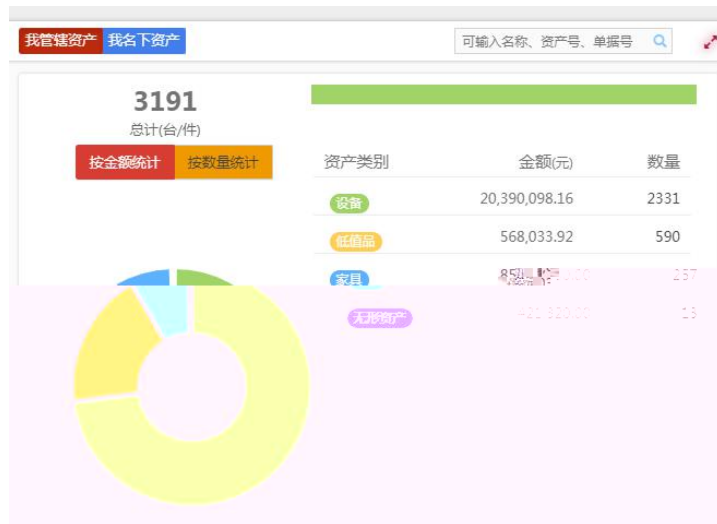 我管辖资产 我名下资产 可输入名称、资产号、单据号
3191
总计(台/件)
按金额统计 按数量统计
资产类别 金额(元) 数量
设备 20,390,098.16 2331
低值品 568,033.92 590
家具 257
无形资产 421,320.00 13